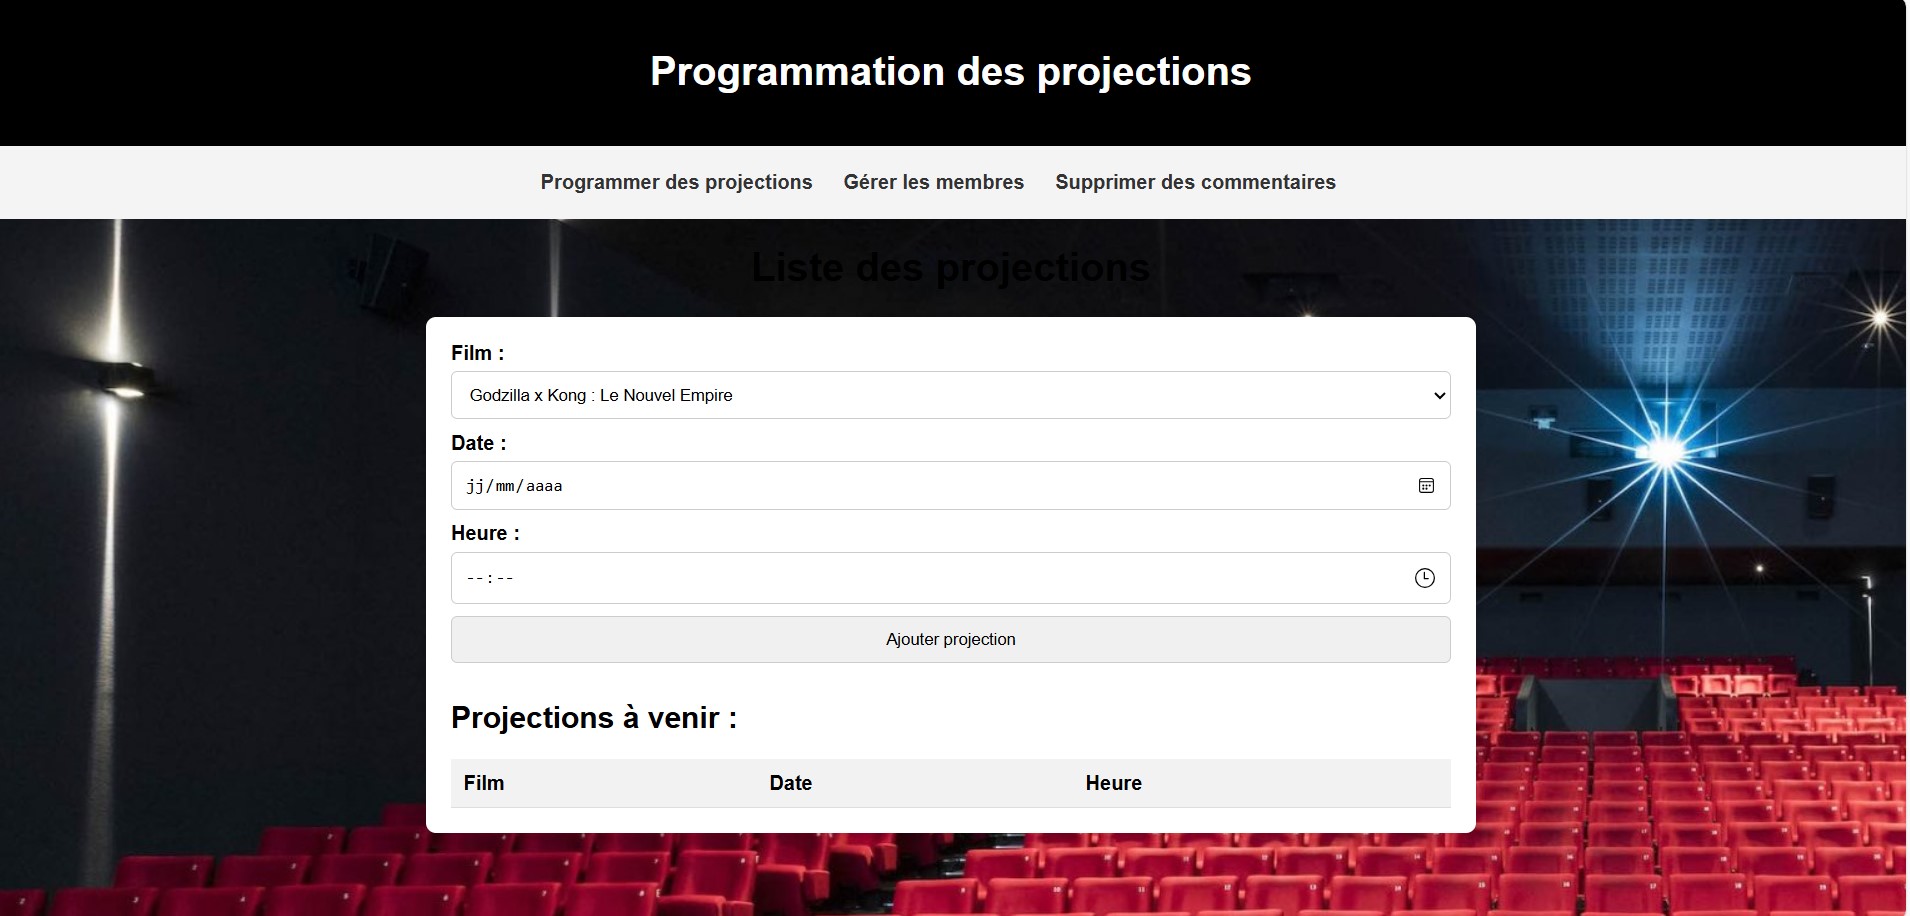 Programmation des projections
Programmer des projections Gérer les membres Supprimer des commentaires
Liste des projections
Film :
Godzilla x Kong : Le Nouvel Empire
Date :
jj/mm/aaaa
Heure :
--:--
Ajouter projection
Projections à venir :
Film Date Heure